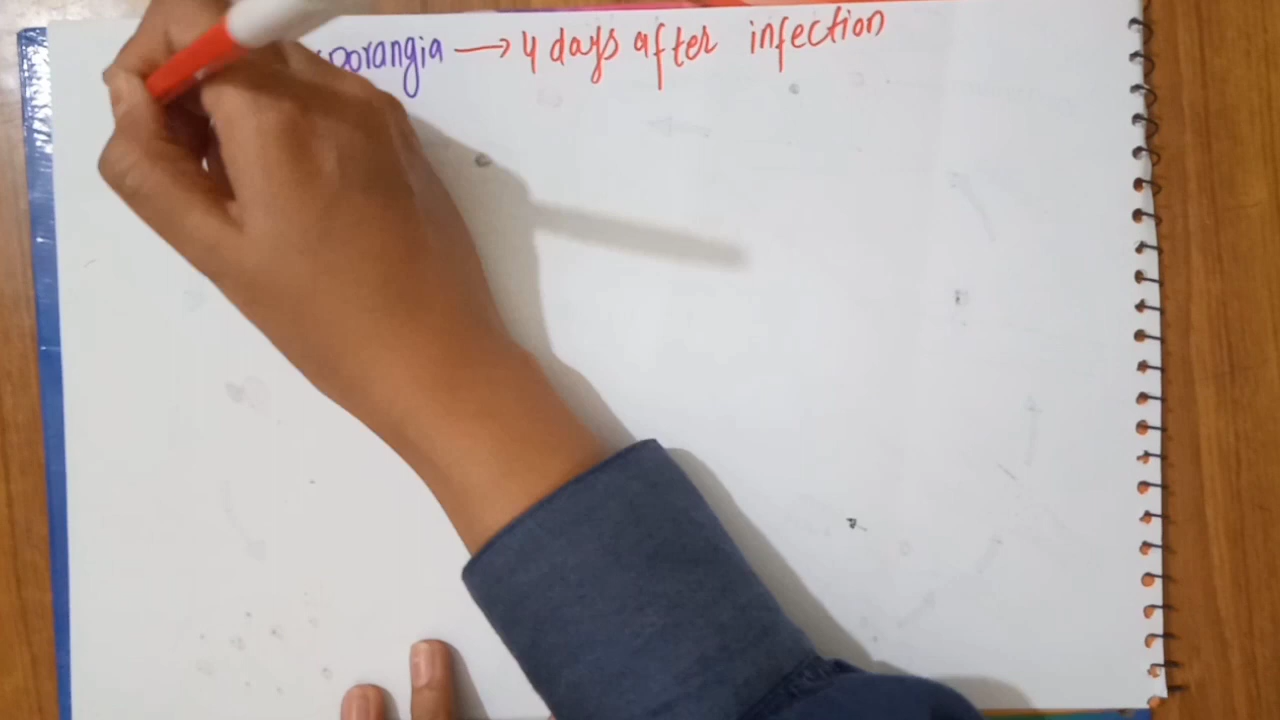 porangia → 4 days after infection